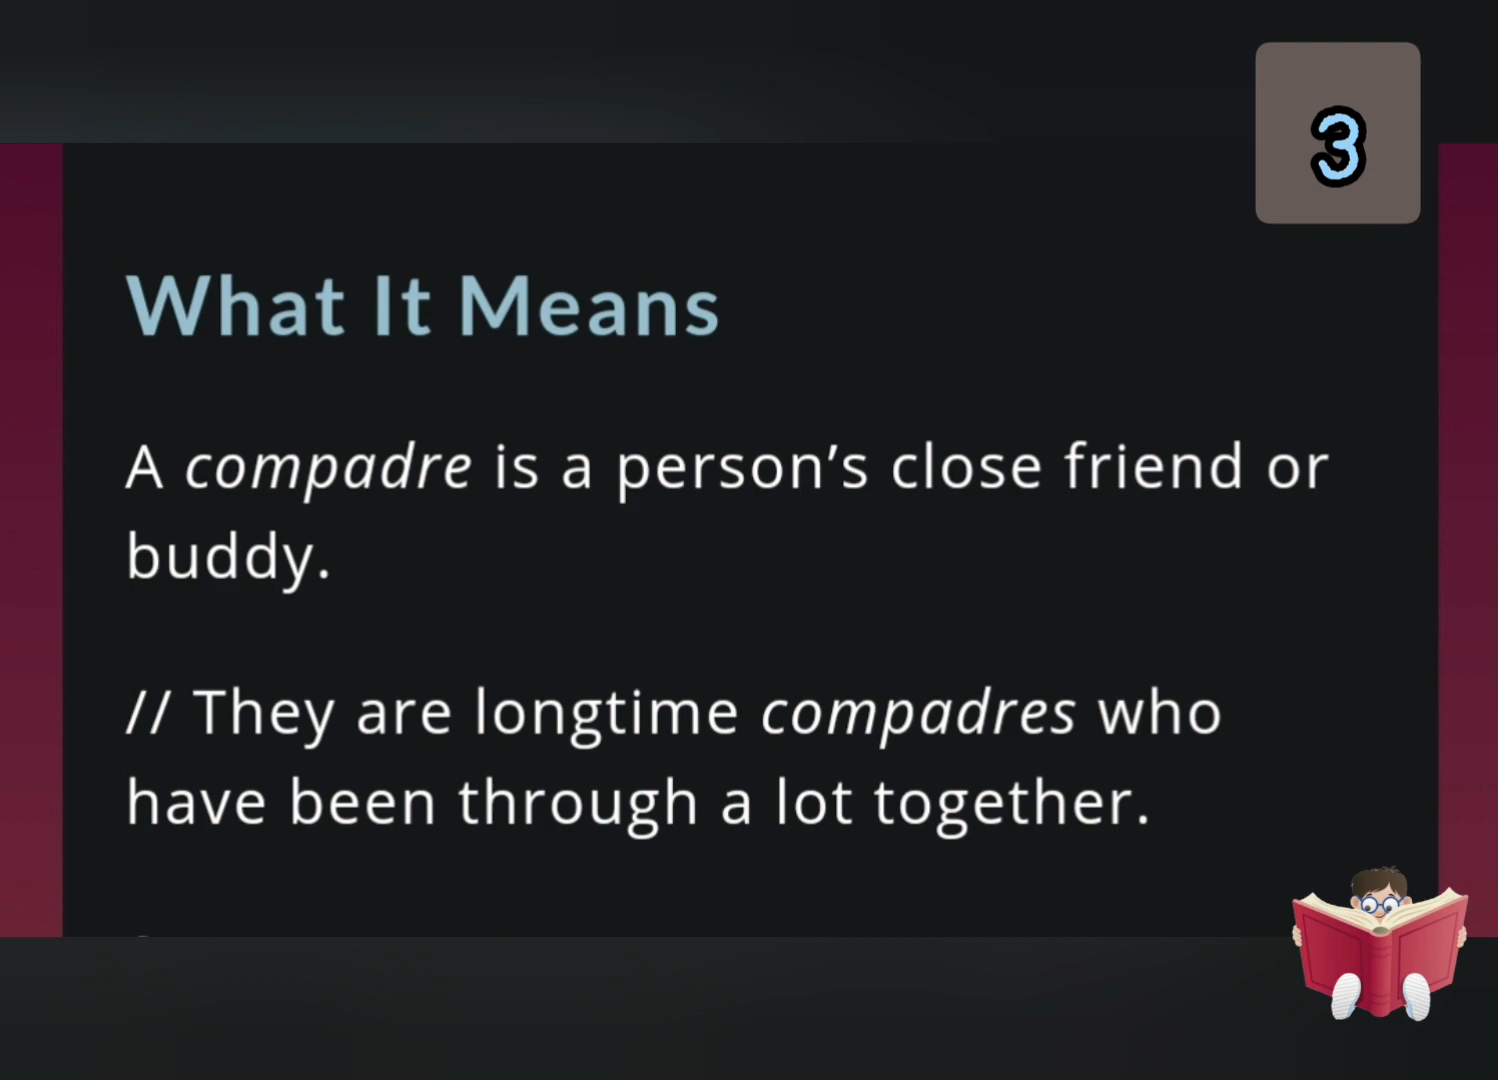 3
What It Means
A compadre is a person’s close friend or
buddy.
// They are longtime compadres who
have been through a lot together.